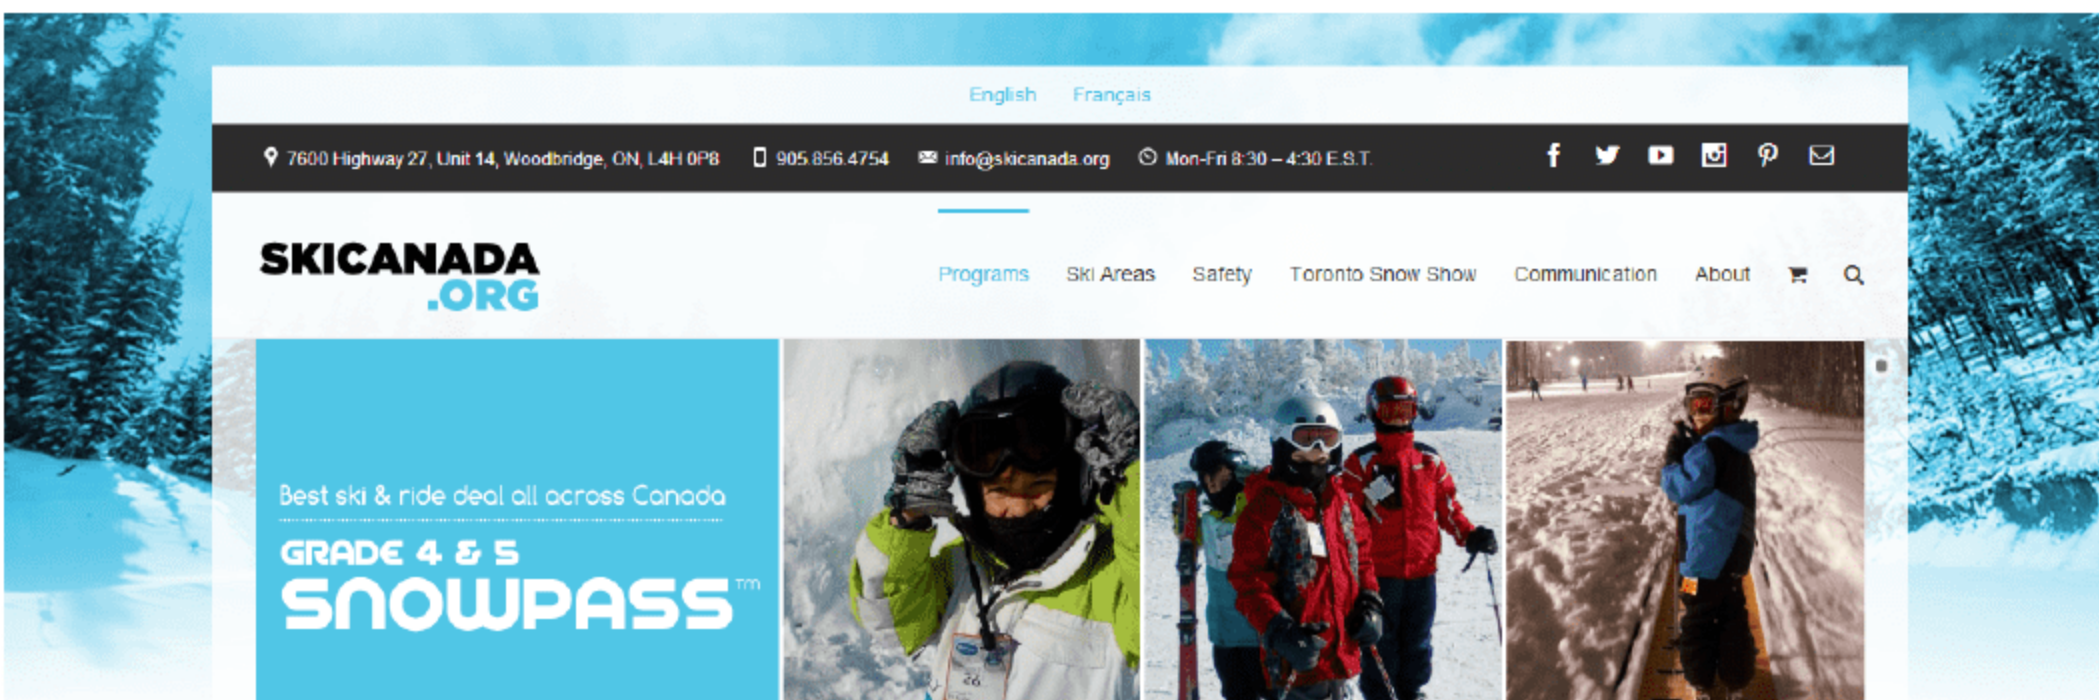 English Français
7600 Highway 27, Unit 14, Woodbridge, ON, L4H 0P8 905.856.4754 info@skicanada.org Mon-Fri 8:30 – 4:30 E.S.T.
SKICANADA
.ORG
Programs Ski Areas Safety Toronto Snow Show Communication About
Best ski & ride deal all across Canada
GRADE 4 & 5
SNOWPASS™
26